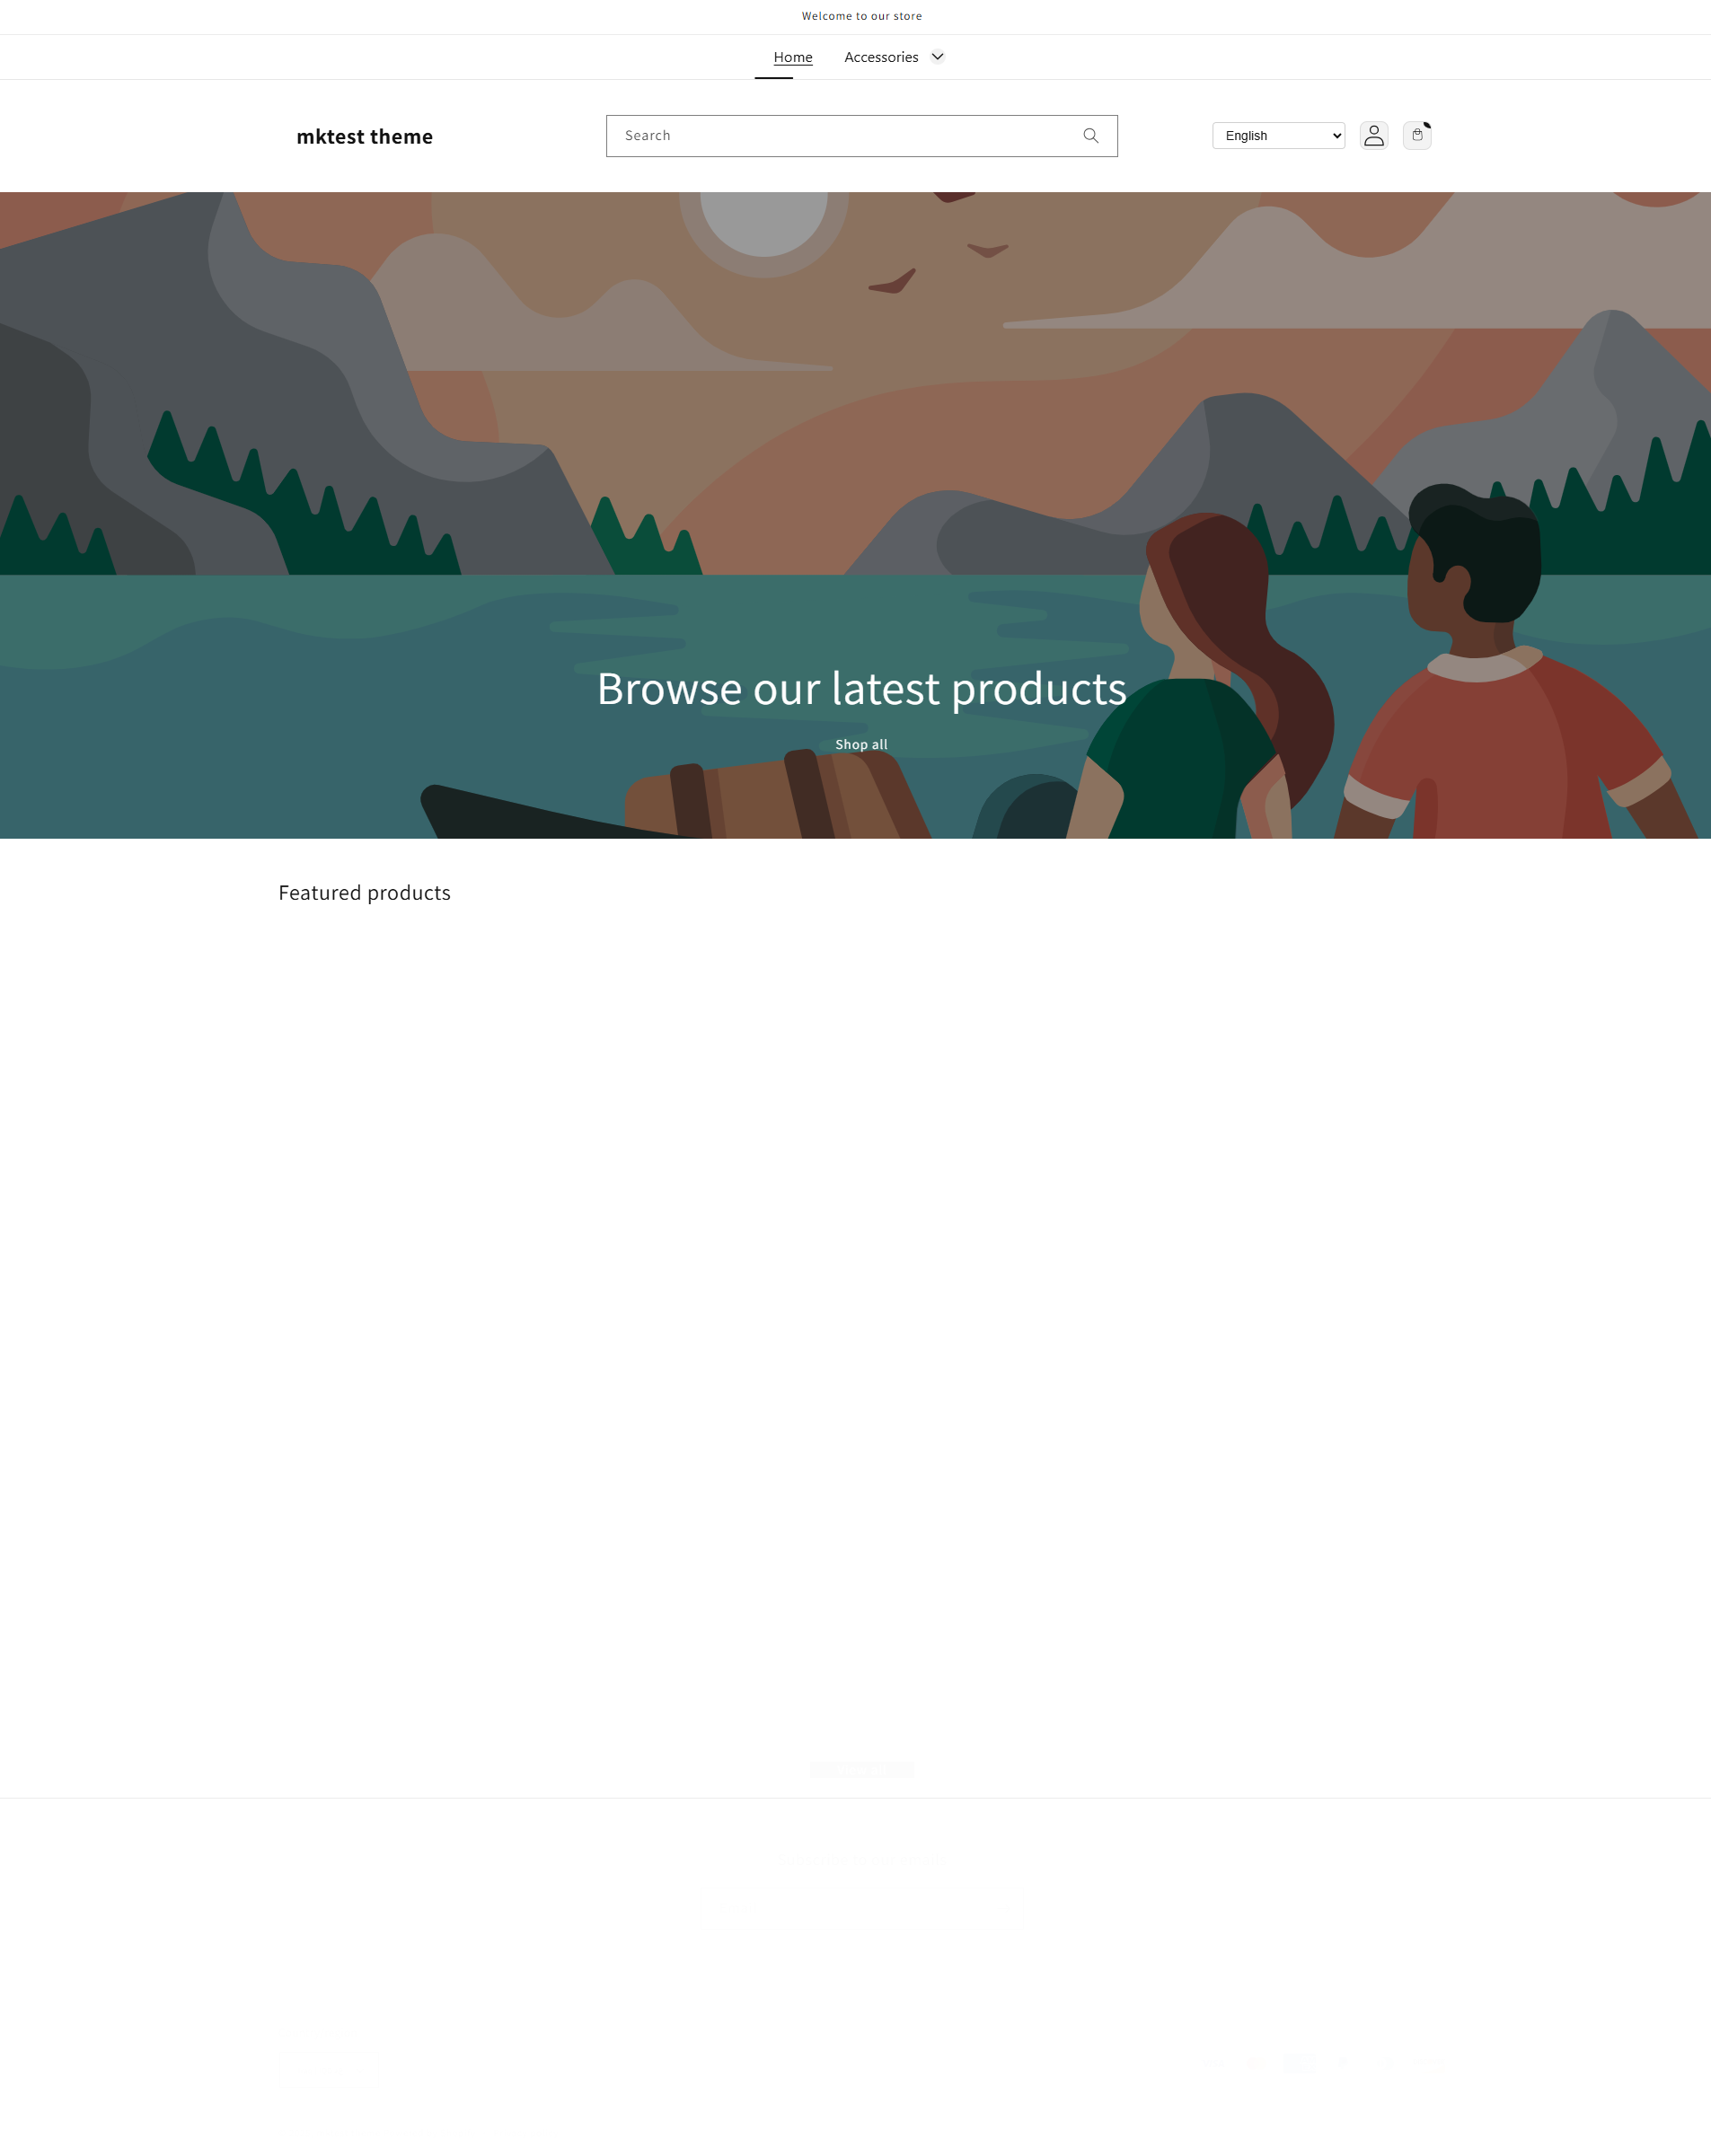 Welcome to our store
Home
Accessories
mktest theme
Search
English
Browse our latest products
Shop all
Featured products